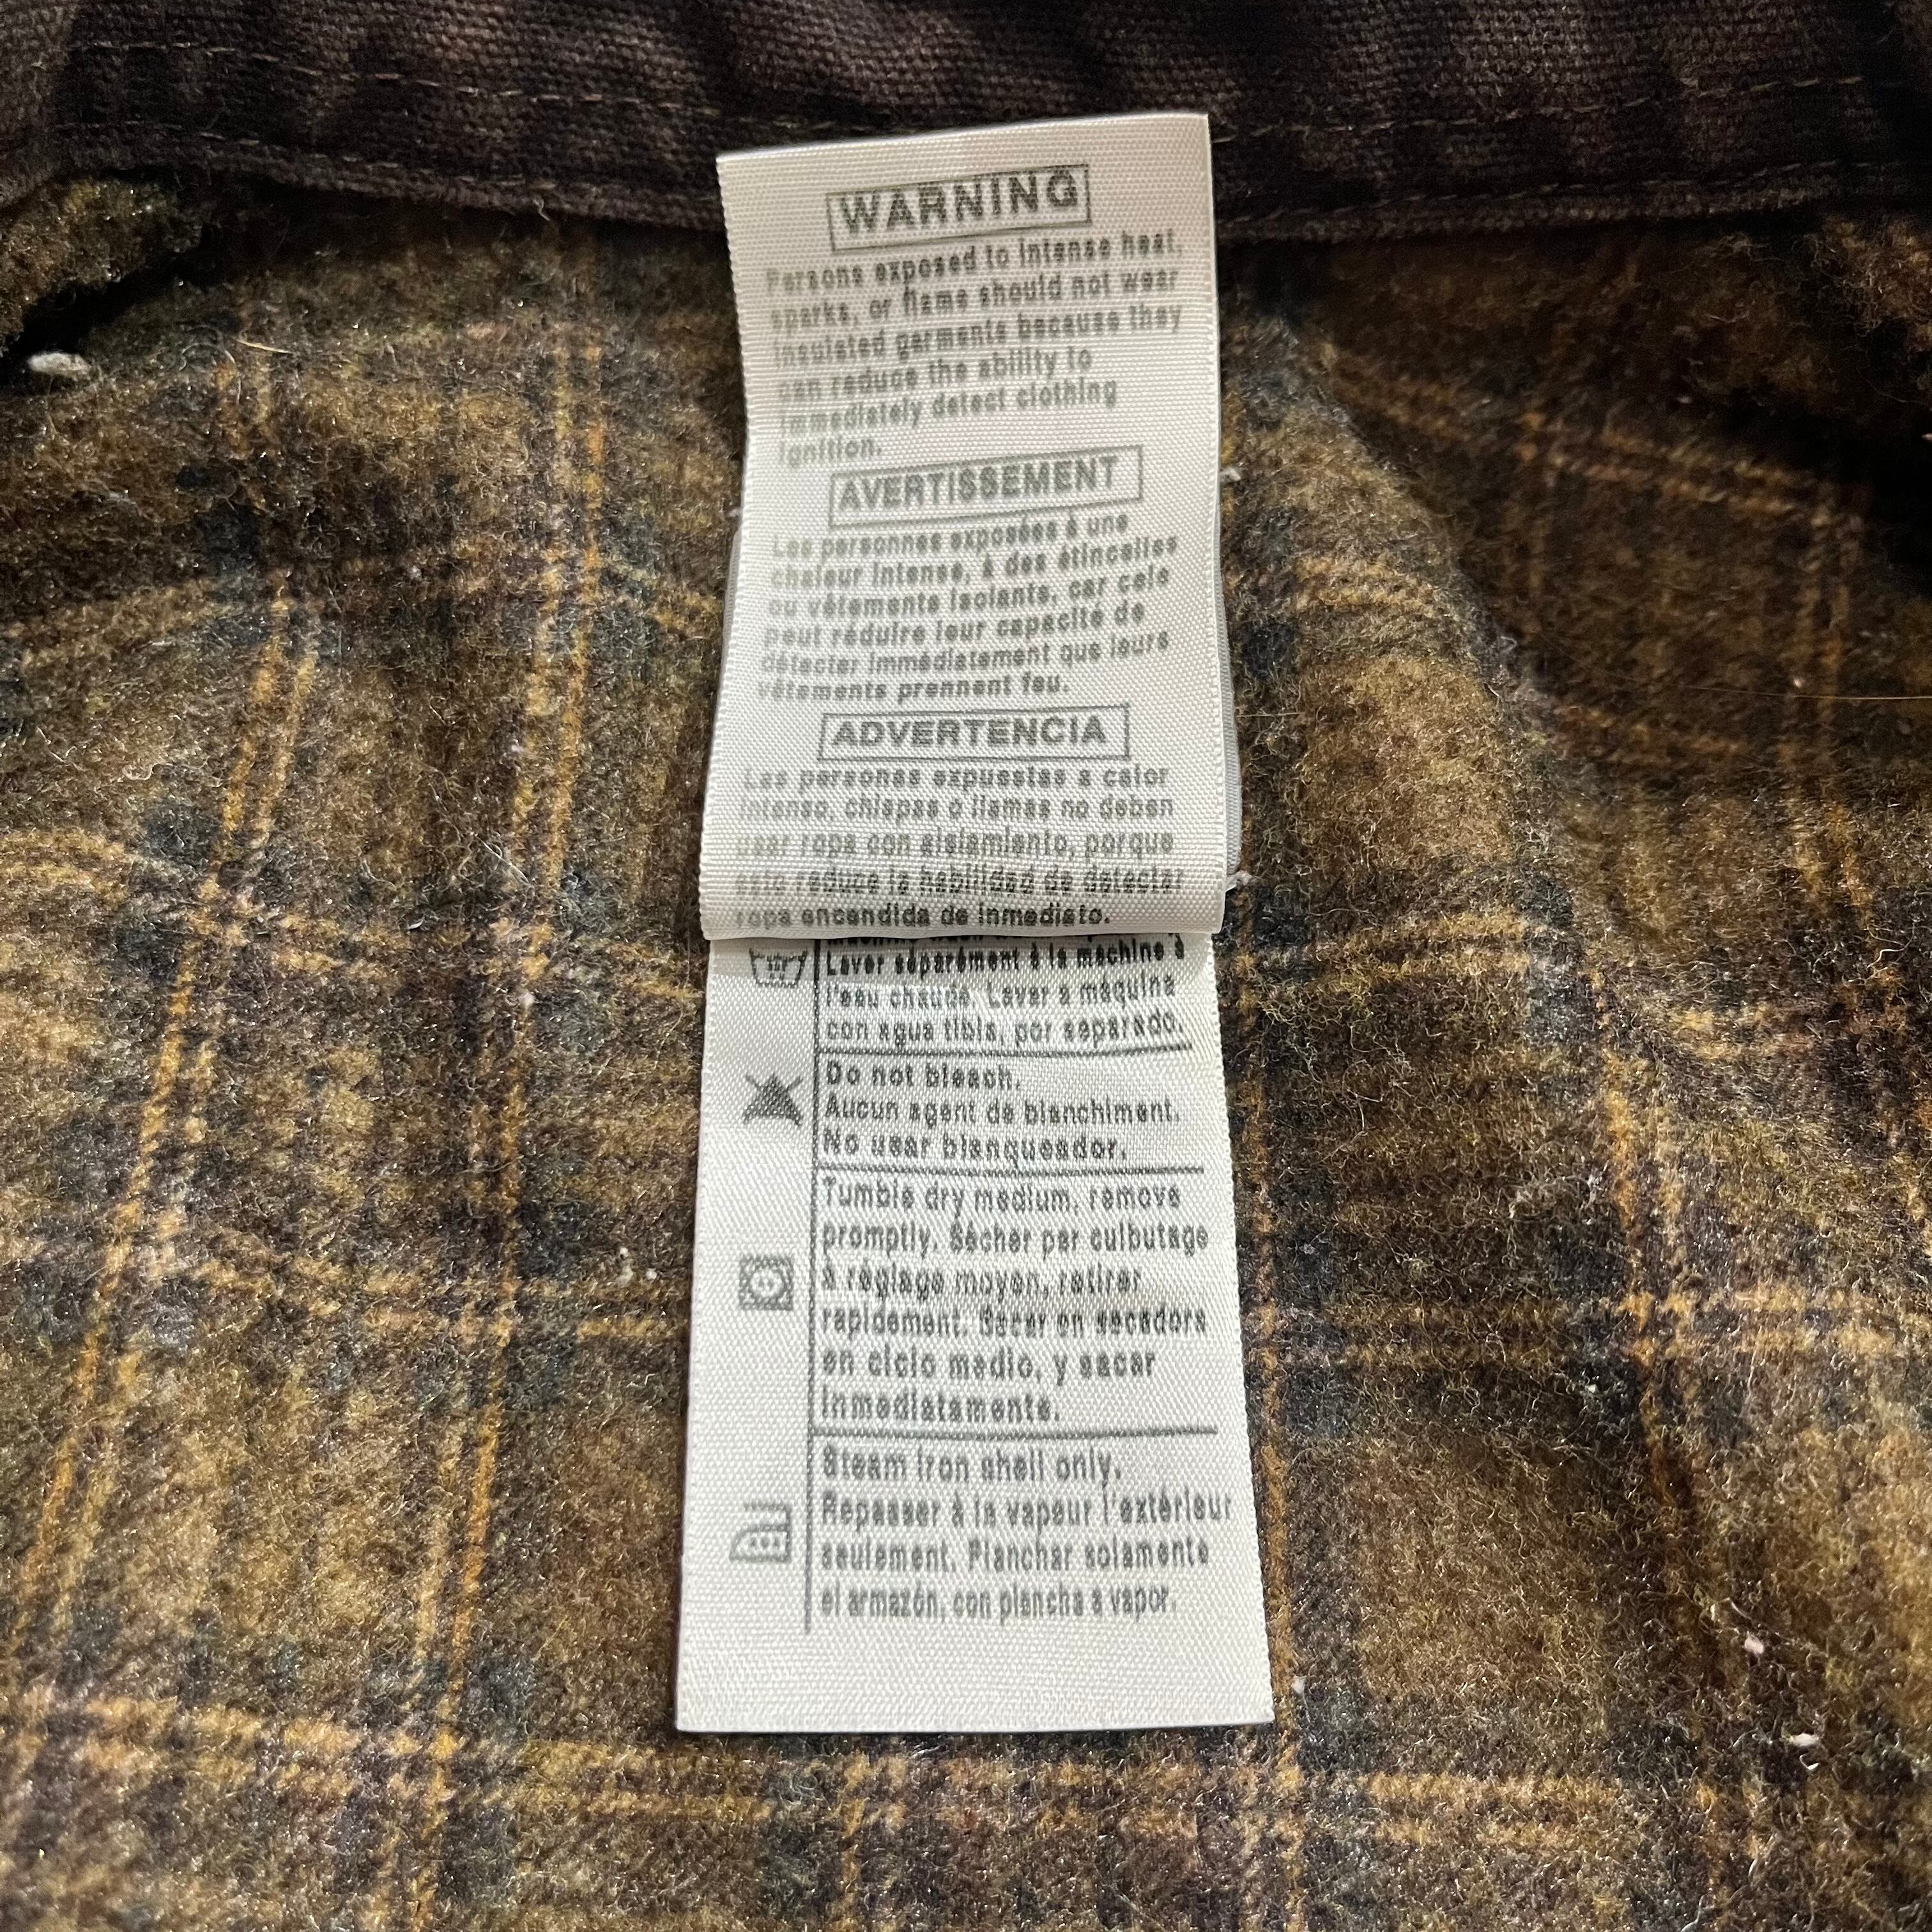 WARNING
Persons exposed to intense heat,
sparks, or flame should not wear
insulated garments because they
can reduce the ability to
immediately detect clothing
ignition.
AVERTISSEMENT
Les personnes exposées à une
chaleur intense, à des étincelles
ou vêtements isolants, car cela
peut réduire leur capacité de
détecter immédiatement que leurs
vêtements prennent feu.
ADVERTENCIA
Las personas expuestas a calor
intenso, chispas o llamas no deben
usar ropa con aislamiento, porque
esto reduce la habilidad de detectar
ropa encendida de inmediato.
Laver séparément à la machine à
l'eau chaude. Lavar a máquina
con agua tibia, por separado.
Do not bleach.
Aucun agent de blanchiment.
No usar blanqueador.
Tumble dry medium, remove
promptly. Sécher par culbutage
à réglage moyen, retirer
rapidement. Secar en secadora
en ciclo medio, y sacar
inmediatamente.
Steam iron shell only.
Repasser à la vapeur l'extérieur
seulement. Planchar solamente
el armazón, con plancha a vapor.